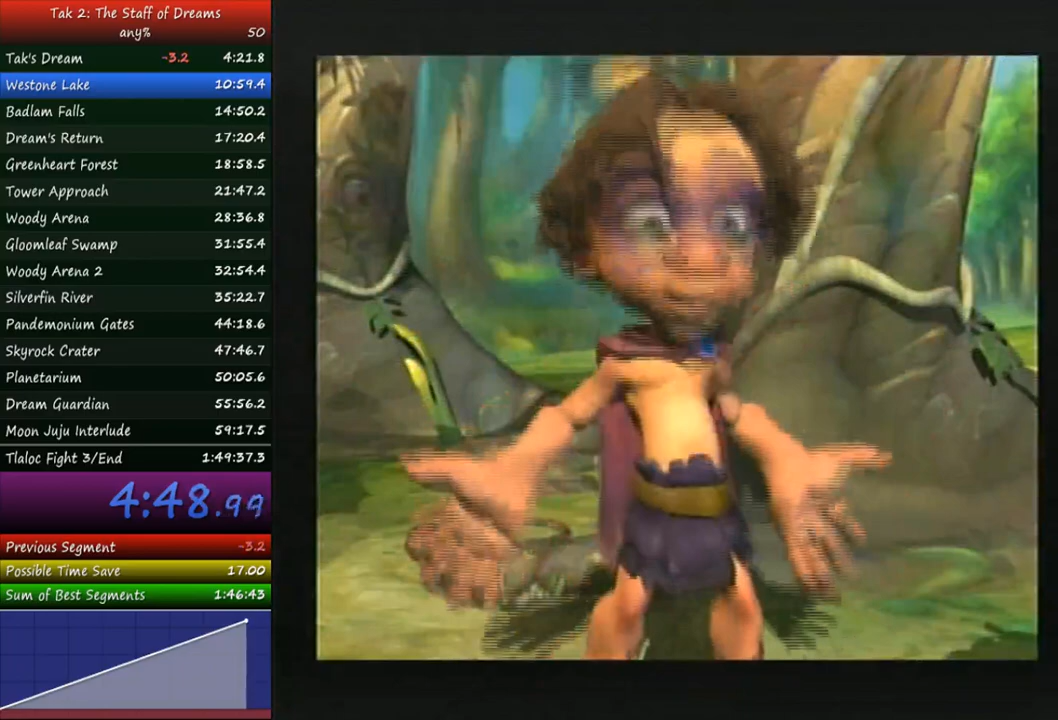 Tak 2: The Staff of Dreams
any% 50
Tak's Dream -3.2 4:21.8
Westone Lake 10:59.4
Badlam Falls 14:50.2
Dream's Return 17:20.4
Greenheart Forest 18:58.5
Tower Approach 21:47.2
Woody Arena 28:36.8
Gloomleaf Swamp 31:55.4
Woody Arena 2 32:54.4
Silverfin River 35:22.7
Pandemonium Gates 44:18.6
Skyrock Crater 47:46.7
Planetarium 50:05.6
Dream Guardian 55:56.2
Moon Juju Interlude 59:17.5
Tlaloc Fight 3/End 1:49:37.3
4:48.99
Previous Segment -3.2
Possible Time Save 17.00
Sum of Best Segments 1:46:43